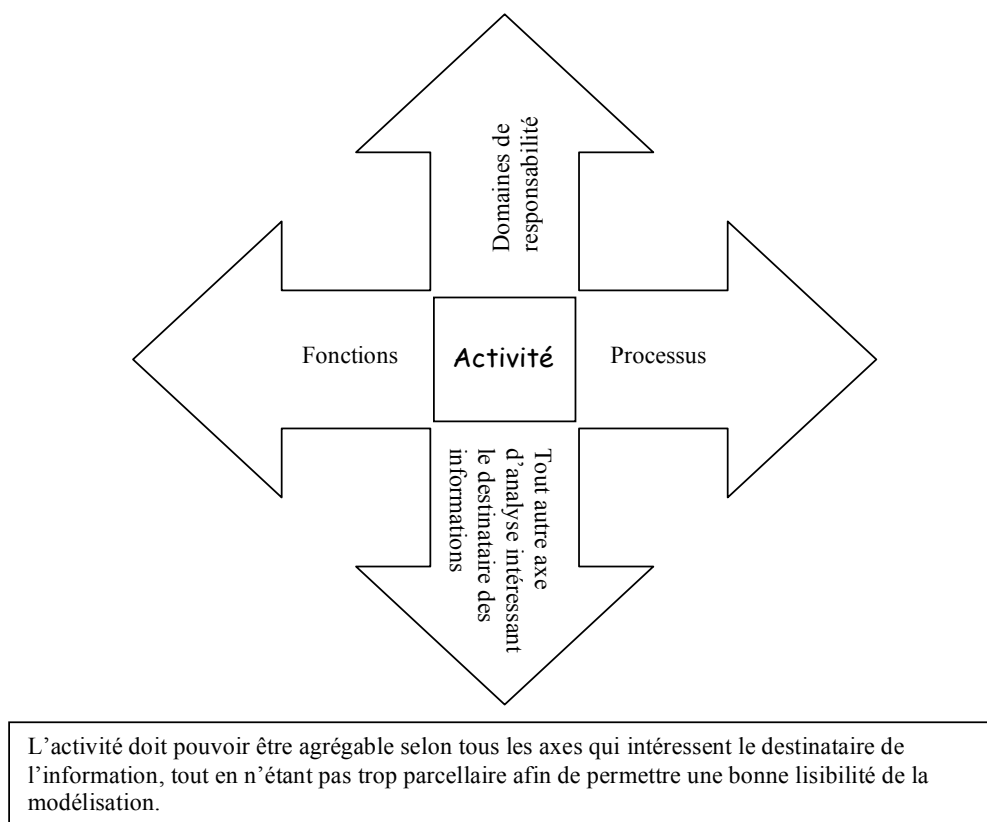 Domaines de
responsabilité
Fonctions
Activité
Processus
Tout autre axe
d’analyse intéressant
le destinataire des
informations
L’activité doit pouvoir être agrégable selon tous les axes qui intéressent le destinataire de
l’information, tout en n’étant pas trop parcellaire afin de permettre une bonne lisibilité de la
modélisation.